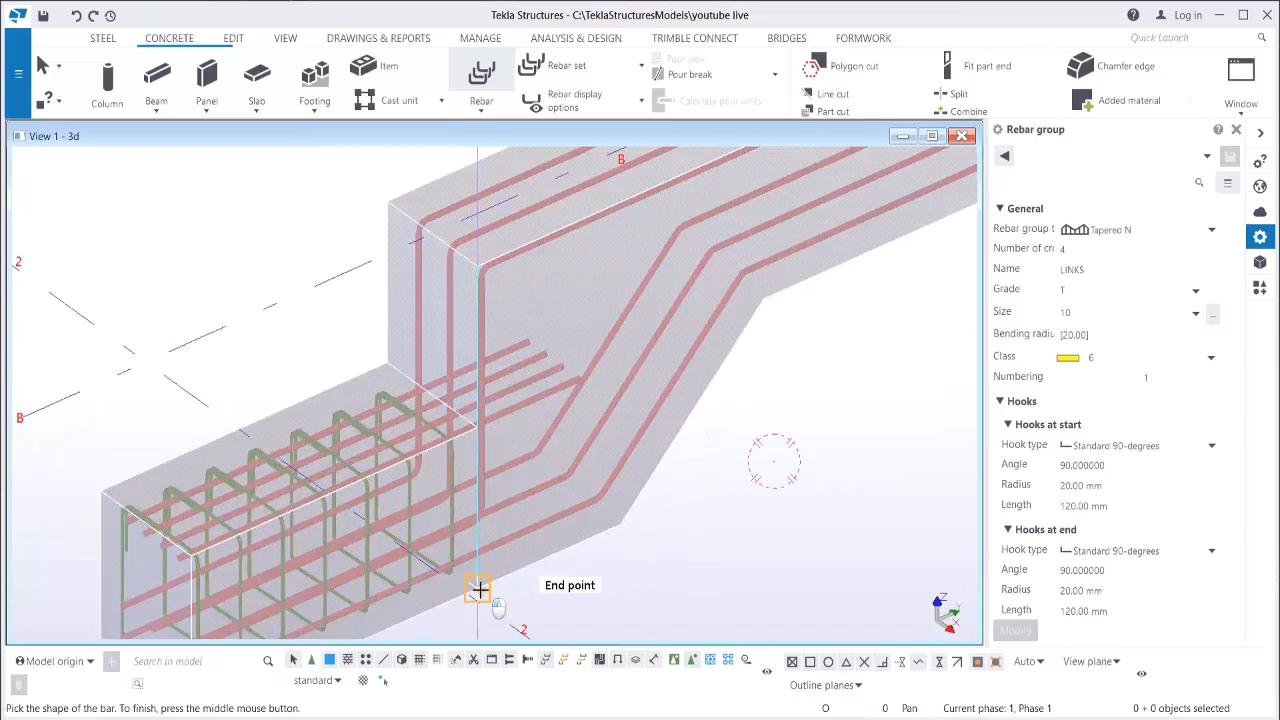 Tekla Structures - C:\TeklaStructuresModels\youtube live
Log in
STEEL CONCRETE EDIT VIEW DRAWINGS & REPORTS MANAGE ANALYSIS & DESIGN TRIMBLE CONNECT BRIDGES FORMWORK Quick Launch
Column
Beam
Panel
Slab
Footing
Item
Cast unit
Rebar
Rebar set
Rebar display
options
Pour view
Pour break
Calculate pour units
Polygon cut
Line cut
Part cut
Fit part end
Split
Combine
Chamfer edge
Added material
Window
View 1 - 3d
B
2
B
End point
2
Z
Y
X
Rebar group
General
Rebar group t Tapered N
Number of cr 4
Name LINKS
Grade T
Size 10 ...
Bending radiu [20.00]
Class 6
Numbering 1
Hooks
Hooks at start
Hook type Standard 90-degrees
Angle 90.000000
Radius 20.00 mm
Length 120.00 mm
Hooks at end
Hook type Standard 90-degrees
Angle 90.000000
Radius 20.00 mm
Length 120.00 mm
Modify
Model origin Search in model
standard
Auto View plane
Outline planes
Pick the shape of the bar. To finish, press the middle mouse button. O 0 Pan Current phase: 1, Phase 1 0 + 0 objects selected